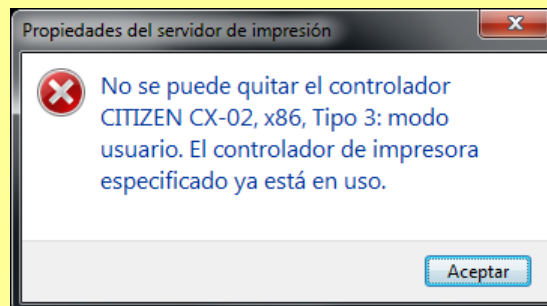 Propiedades del servidor de impresión
No se puede quitar el controlador
CITIZEN CX-02, x86, Tipo 3: modo
usuario. El controlador de impresora
especificado ya está en uso.
Aceptar